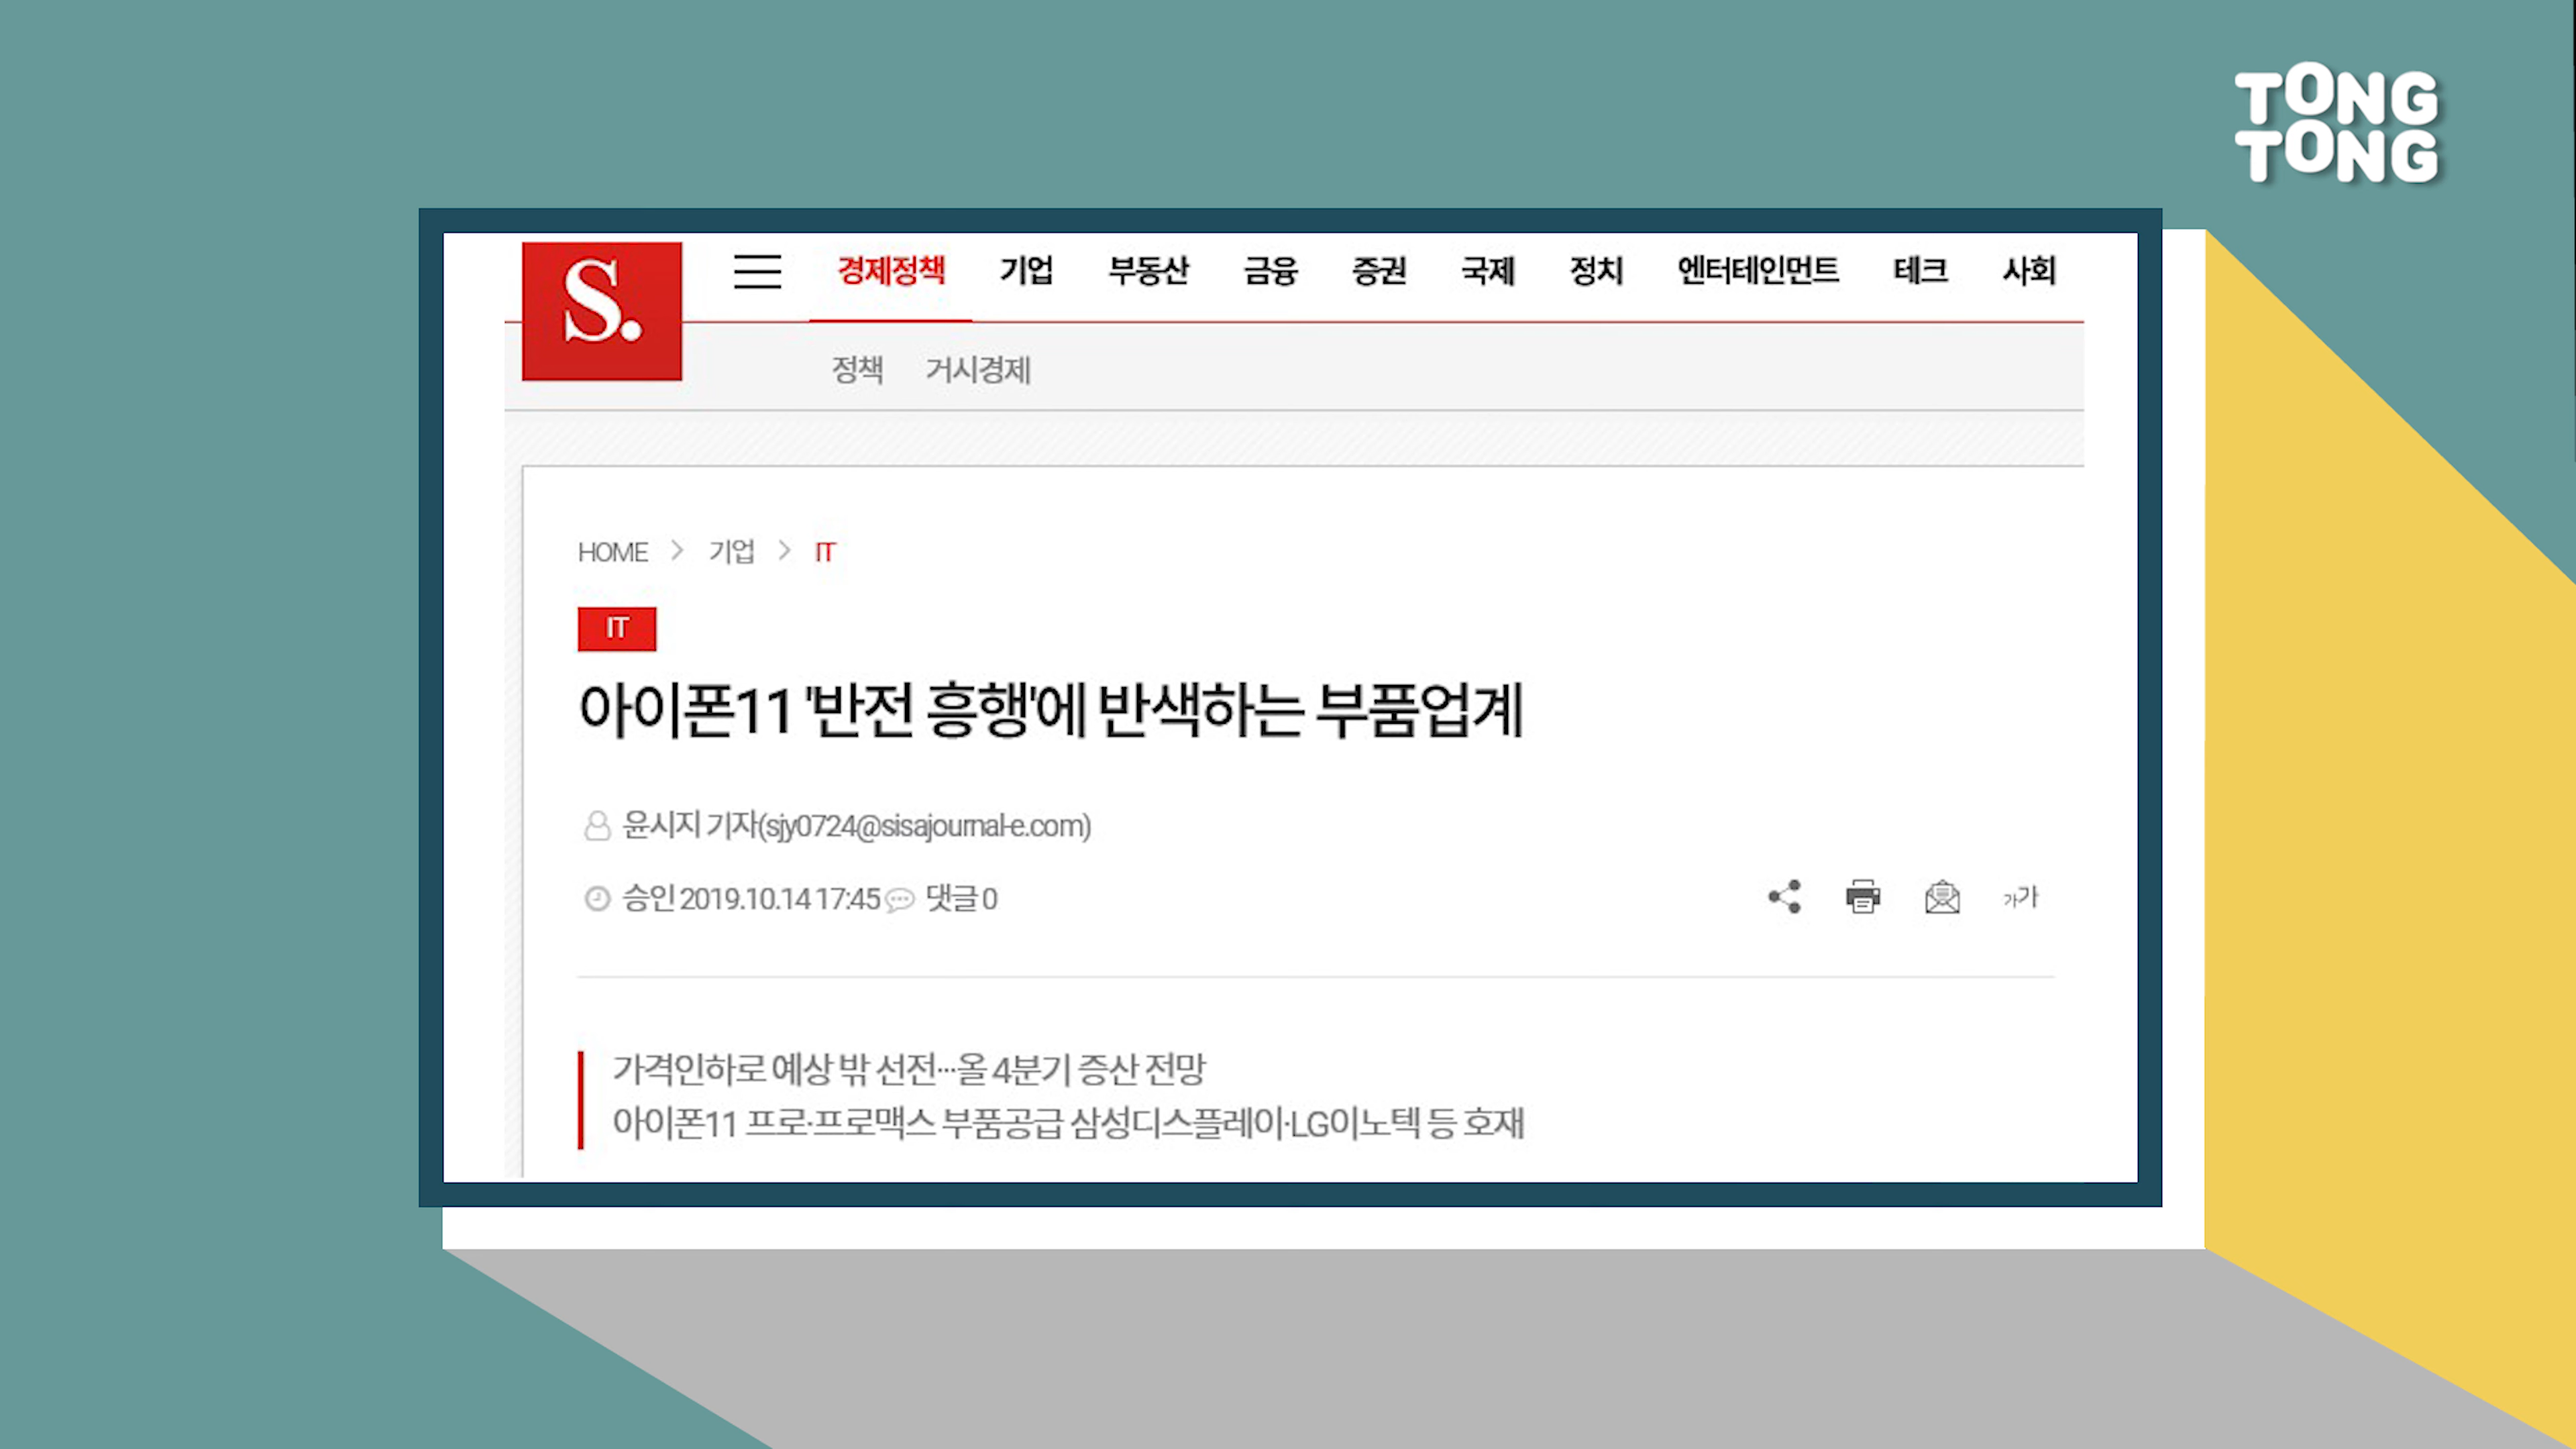 TONG
TONG
S.
경제정책 기업 부동산 금융 증권 국제 정치 엔터테인먼트 테크 사회
정책 거시경제
HOME > 기업 > IT
IT
아이폰11 '반전 흥행'에 반색하는 부품업계
윤시지 기자(sjy0724@sisajournal-e.com)
승인 2019.10.14 17:45 댓글 0
가가
가격인하로 예상 밖 선전…올 4분기 증산 전망
아이폰11 프로·프로맥스 부품공급 삼성디스플레이·LG이노텍 등 호재